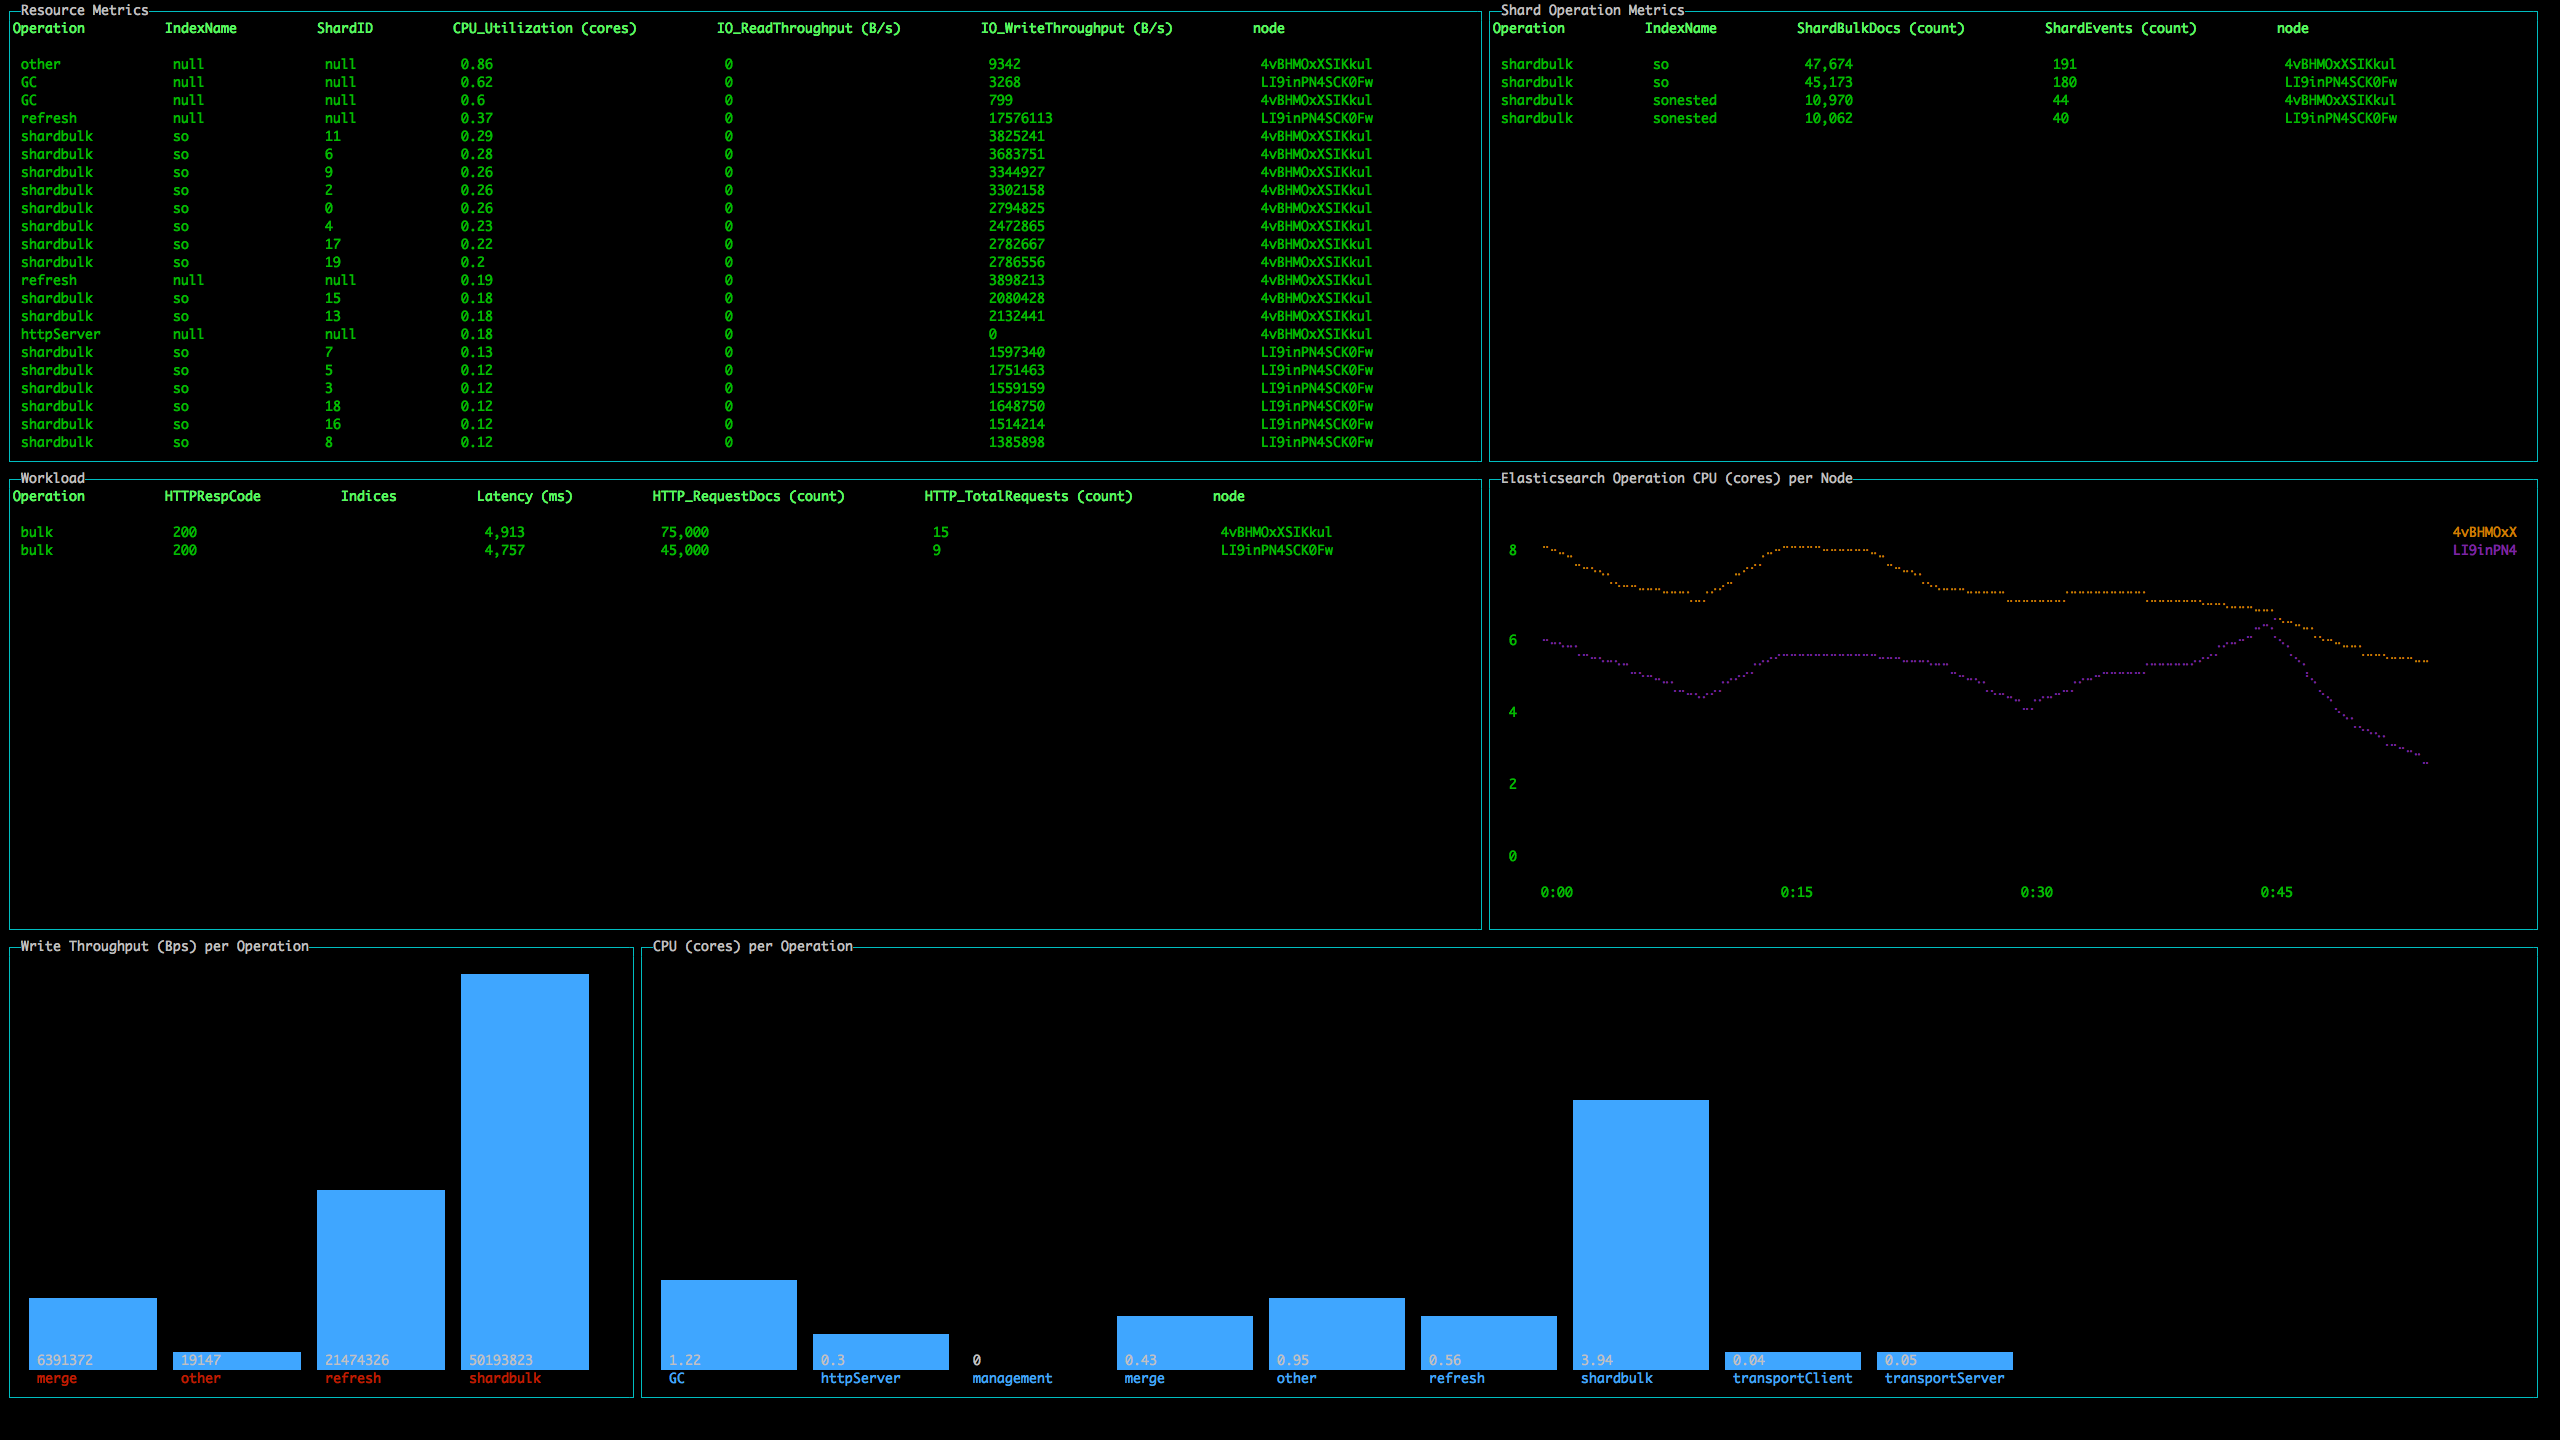 Resource Metrics
Operation IndexName ShardID CPU_Utilization (cores) IO_ReadThroughput (B/s) IO_WriteThroughput (B/s) node
other null null 0.86 0 9342 4vBHMOxXSIKkul
GC null null 0.62 0 3268 LI9inPN4SCK0Fw
GC null null 0.6 0 799 4vBHMOxXSIKkul
refresh null null 0.37 0 17576113 LI9inPN4SCK0Fw
shardbulk so 11 0.29 0 3825241 4vBHMOxXSIKkul
shardbulk so 6 0.28 0 3683751 4vBHMOxXSIKkul
shardbulk so 9 0.26 0 3344927 4vBHMOxXSIKkul
shardbulk so 2 0.26 0 3302158 4vBHMOxXSIKkul
shardbulk so 0 0.26 0 2794825 4vBHMOxXSIKkul
shardbulk so 4 0.23 0 2472865 4vBHMOxXSIKkul
shardbulk so 17 0.22 0 2782667 4vBHMOxXSIKkul
shardbulk so 19 0.2 0 2786556 4vBHMOxXSIKkul
refresh null null 0.19 0 3898213 4vBHMOxXSIKkul
shardbulk so 15 0.18 0 2080428 4vBHMOxXSIKkul
shardbulk so 13 0.18 0 2132441 4vBHMOxXSIKkul
httpServer null null 0.18 0 0 4vBHMOxXSIKkul
shardbulk so 7 0.13 0 1597340 LI9inPN4SCK0Fw
shardbulk so 5 0.12 0 1751463 LI9inPN4SCK0Fw
shardbulk so 3 0.12 0 1559159 LI9inPN4SCK0Fw
shardbulk so 18 0.12 0 1648750 LI9inPN4SCK0Fw
shardbulk so 16 0.12 0 1514214 LI9inPN4SCK0Fw
shardbulk so 8 0.12 0 1385898 LI9inPN4SCK0Fw
Shard Operation Metrics
Operation IndexName ShardBulkDocs (count) ShardEvents (count) node
shardbulk so 47,674 191 4vBHMOxXSIKkul
shardbulk so 45,173 180 LI9inPN4SCK0Fw
shardbulk sonested 10,970 44 4vBHMOxXSIKkul
shardbulk sonested 10,062 40 LI9inPN4SCK0Fw
Workload
Operation HTTPRespCode Indices Latency (ms) HTTP_RequestDocs (count) HTTP_TotalRequests (count) node
bulk 200 4,913 75,000 15 4vBHMOxXSIKkul
bulk 200 4,757 45,000 9 LI9inPN4SCK0Fw
Elasticsearch Operation CPU (cores) per Node
4vBHMOxX
8 LI9inPN4
6
4
2
0
0:00 0:15 0:30 0:45
Write Throughput (Bps) per Operation
6391372 19147 21474326 50193823
merge other refresh shardbulk
CPU (cores) per Operation
1.22 0.3 0 0.43 0.95 0.56 3.94 0.04 0.05
GC httpServer management merge other refresh shardbulk transportClient transportServer